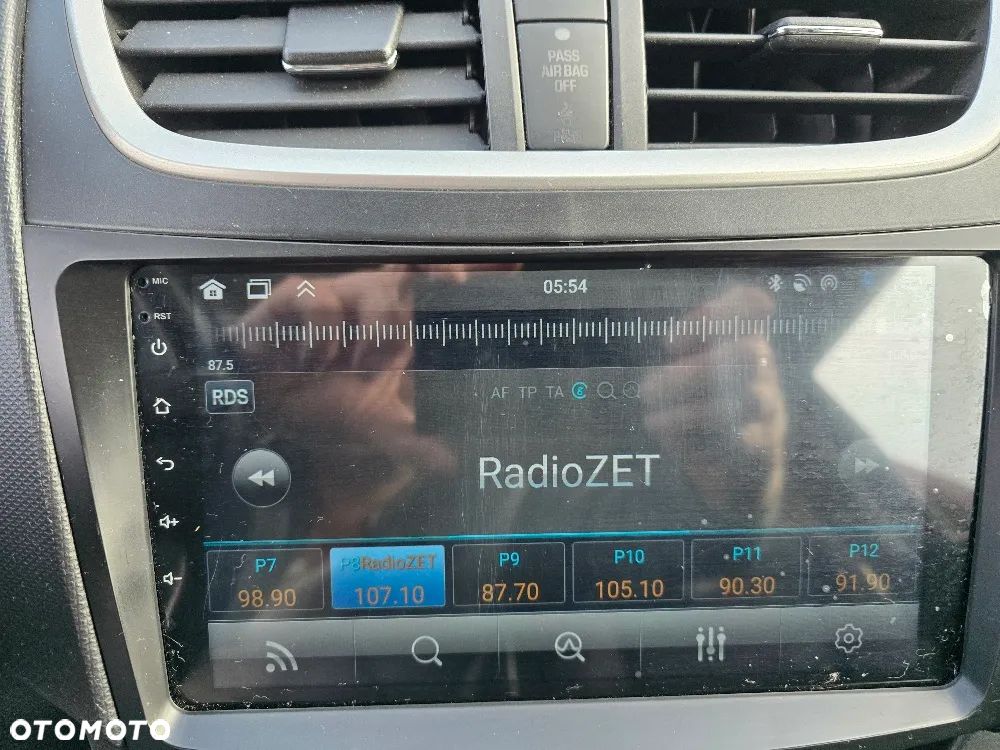 PASS
AIR BAG
OFF
MIC
05:54
RST
87.5
RDS
AF TP TA
RadioZET
P7 P8RadioZET P9 P10 P11 P12
98.90 107.10 87.70 105.10 90.30 91.90
OTOMOTO